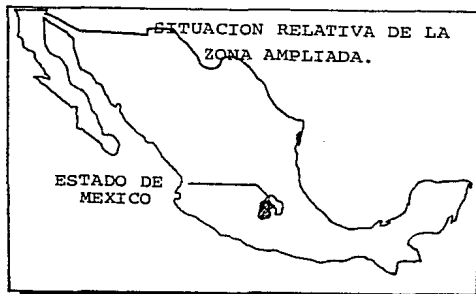 SITUACION RELATIVA DE LA
ZONA AMPLIADA.
ESTADO DE
MEXICO